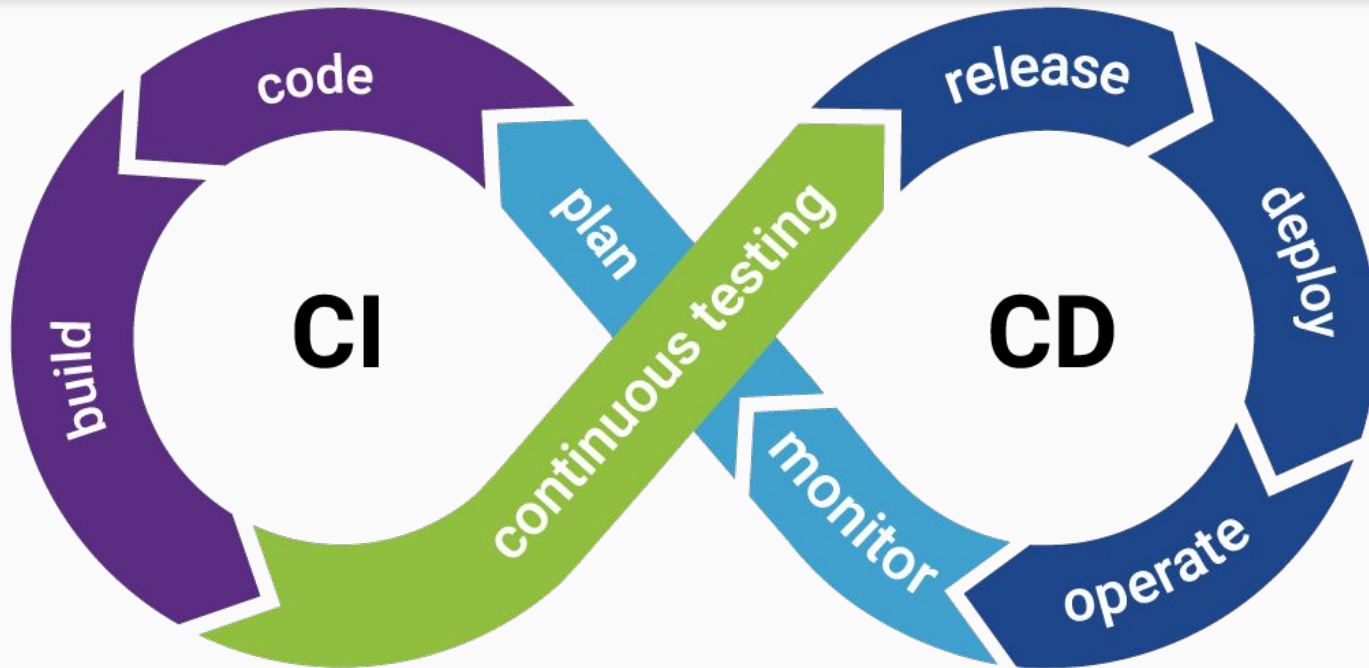 code
release
plan
deploy
CI
CD
build
continuous testing
monitor
operate